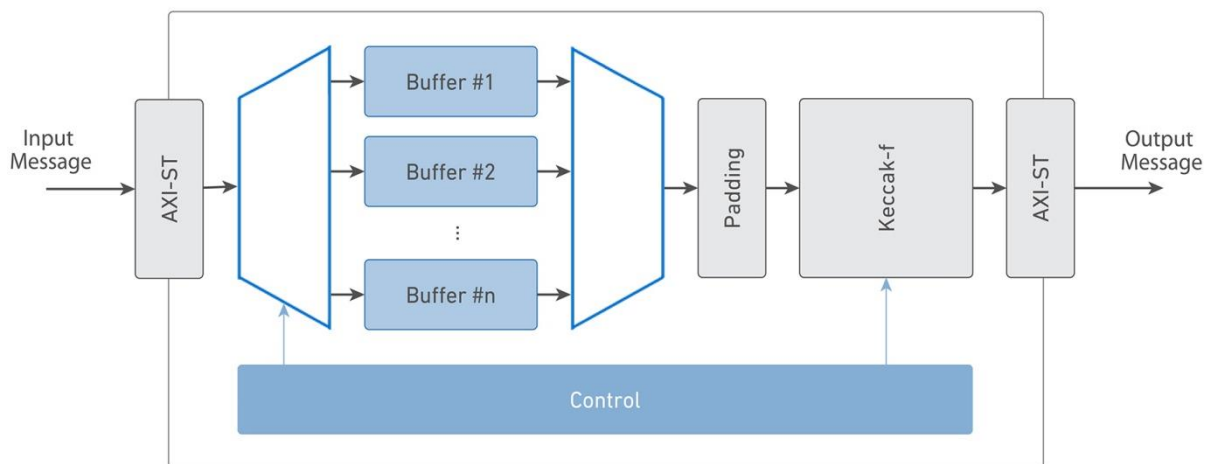 Input
Message
AXI-ST
Buffer #1
Buffer #2
...
Buffer #n
Padding
Keccak-f
AXI-ST
Output
Message
Control